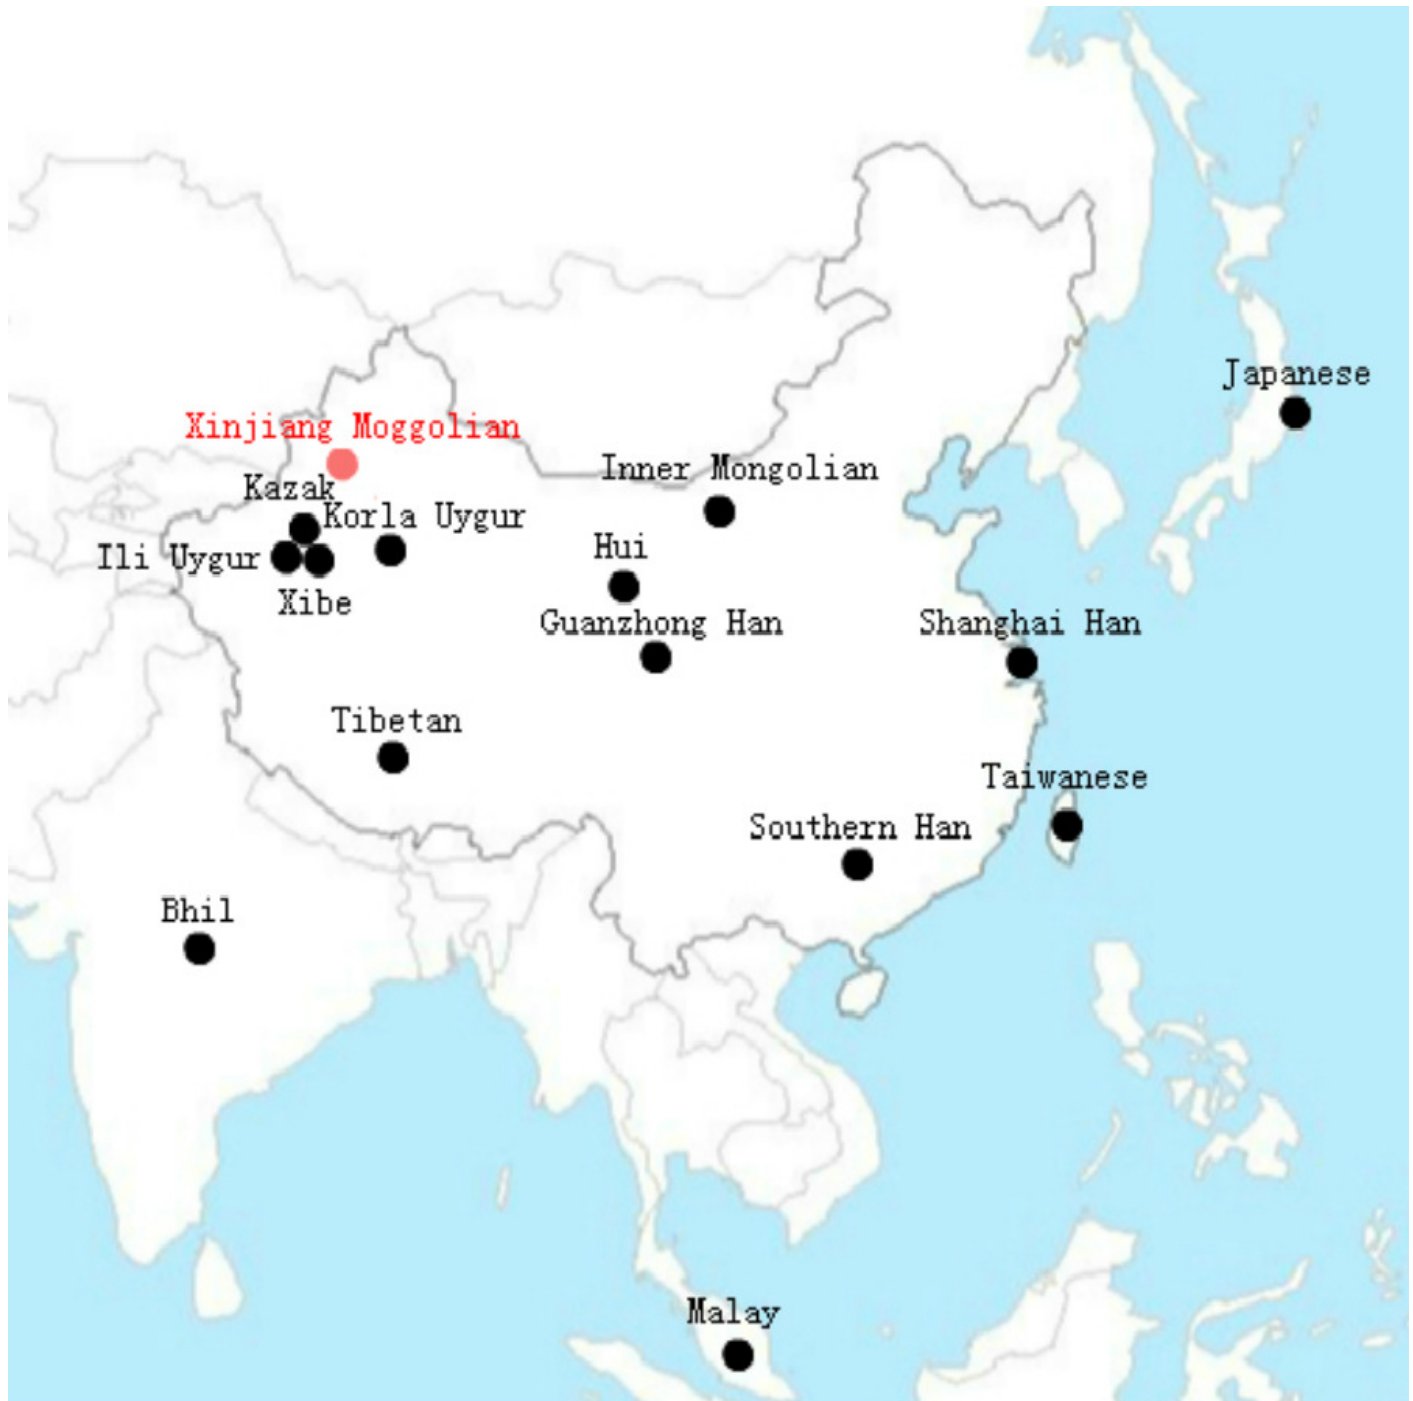 Japanese
Xinjiang Moggolian
Inner Mongolian
Kazak
Korla Uygur
Hui
Ili Uygur
Xibe
Guanzhong Han
Shanghai Han
Tibetan
Taiwanese
Southern Han
Bhil
Malay